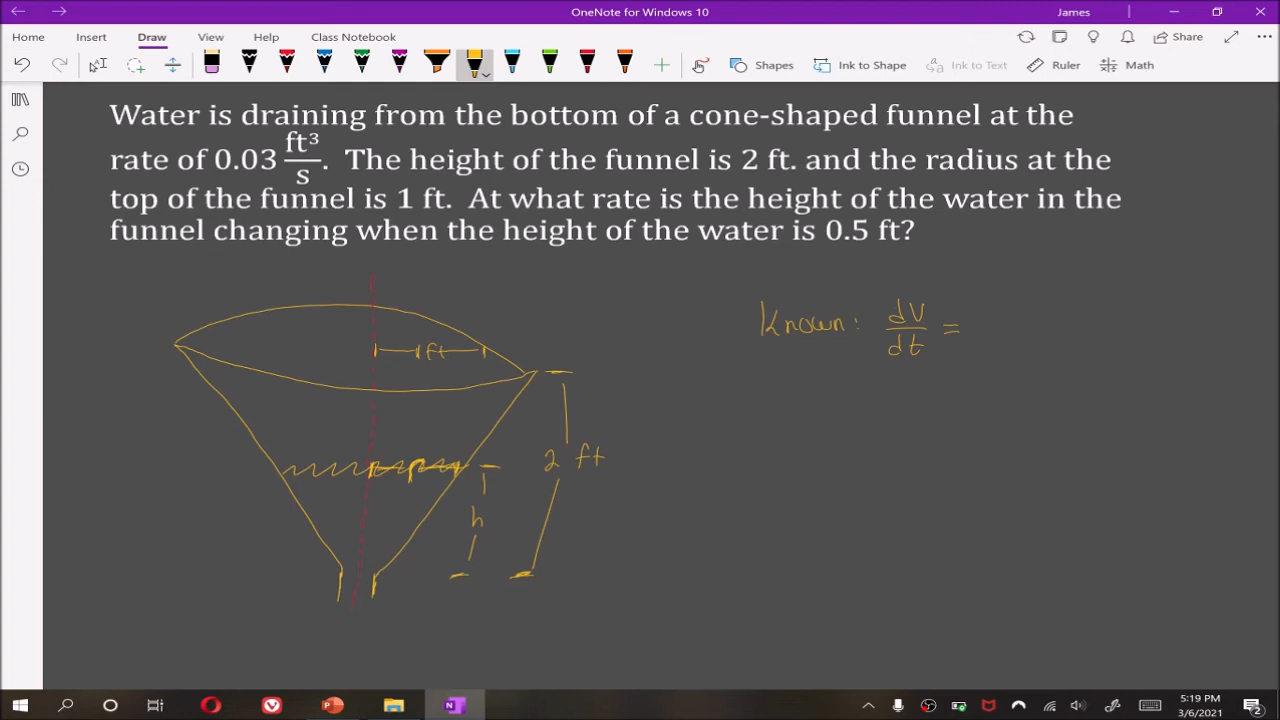 OneNote for Windows 10
James
Home Insert Draw View Help Class Notebook
Share
Shapes Ink to Shape Ink to Text Ruler Math
Water is draining from the bottom of a cone-shaped funnel at the
rate of 0.03 ft³/s. The height of the funnel is 2 ft. and the radius at the
top of the funnel is 1 ft. At what rate is the height of the water in the
funnel changing when the height of the water is 0.5 ft?
Known: dV/dt =
1 ft
2 ft
r
h
5:19 PM
3/6/2021
2